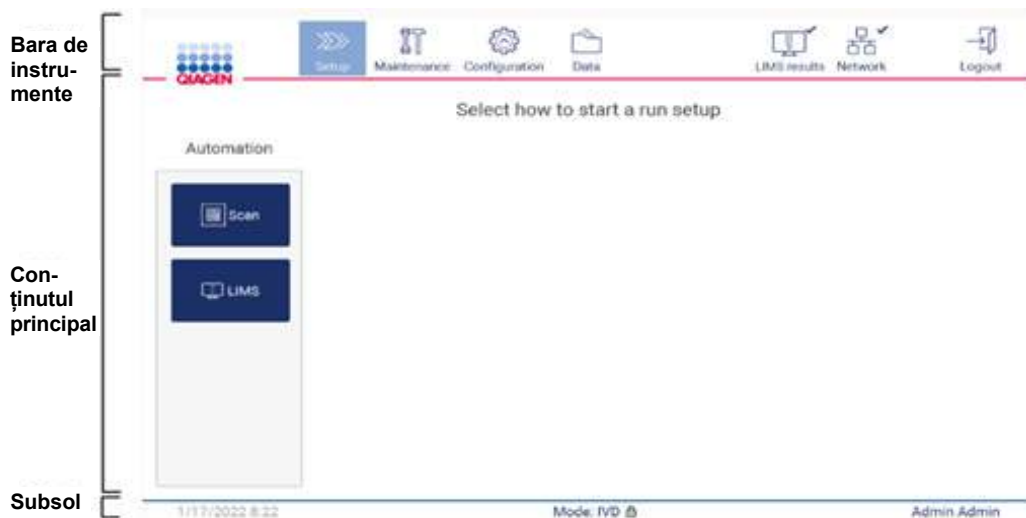 Bara de
instru-
mente
QIAGEN
Setup Maintenance Configuration Data LIMS results Network Logout
Select how to start a run setup
Automation
Scan
LIMS
Con-
ținutul
principal
Subsol
1/17/2022 8:22 Mode: IVD Admin Admin